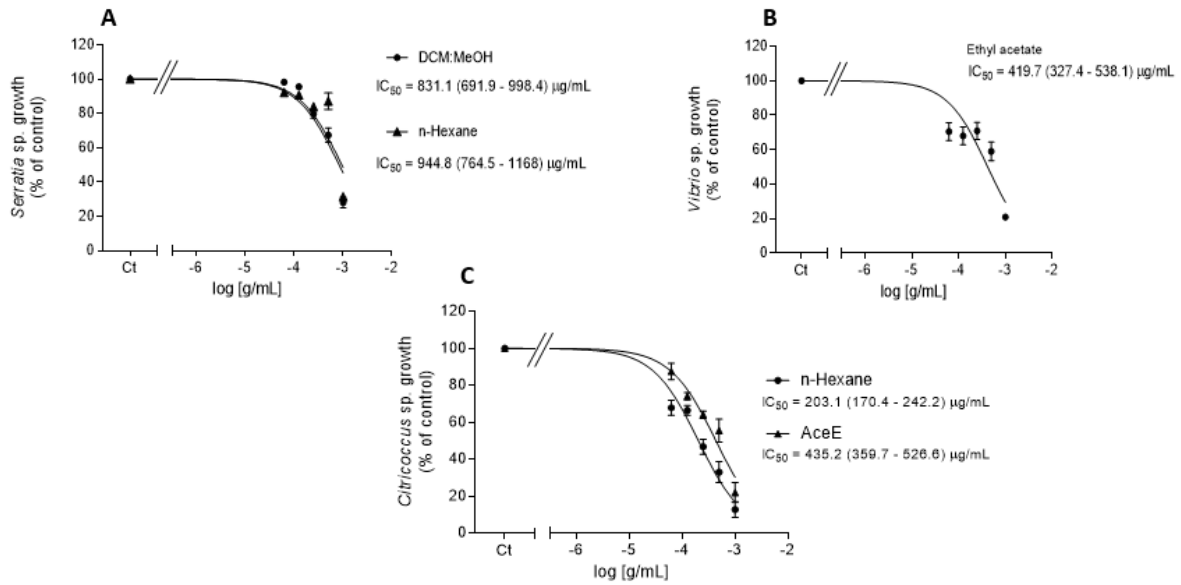 A
Serratia sp. growth
(% of control)
120
100
80
60
40
20
0
Ct
-6
-5
-4
-3
-2
log [g/mL]
DCM:MeOH
IC50 = 831.1 (691.9 - 998.4) µg/mL
n-Hexane
IC50 = 944.8 (764.5 - 1168) µg/mL
B
Vibrio sp. growth
(% of control)
120
100
80
60
40
20
0
Ct
-6
-5
-4
-3
-2
log [g/mL]
Ethyl acetate
IC50 = 419.7 (327.4 - 538.1) µg/mL
C
Citricoccus sp. growth
(% of control)
120
100
80
60
40
20
0
Ct
-6
-5
-4
-3
-2
log [g/mL]
n-Hexane
IC50 = 203.1 (170.4 - 242.2) µg/mL
AceE
IC50 = 435.2 (359.7 - 526.6) µg/mL